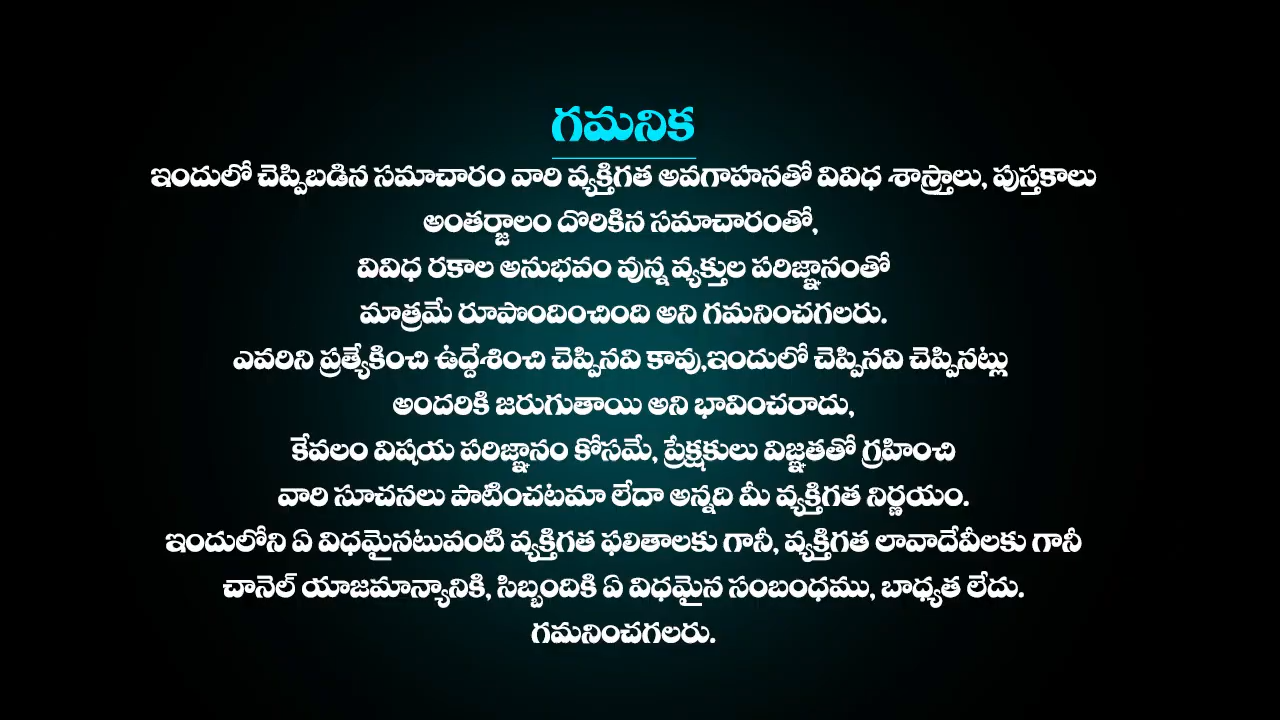 గమనిక
ఇందులో చెప్పిబడిన సమాచారం వారి వ్యక్తిగత అవగాహనతో వివిధ శాస్త్రాలు, పుస్తకాలు
అంతర్జాలం దొరికిన సమాచారంతో,
వివిధ రకాల అనుభవం వున్న వ్యక్తుల పరిజ్ఞానంతో
మాత్రమే రూపొందించింది అని గమనించగలరు.
ఎవరిని ప్రత్యేకించి ఉద్దేశించి చెప్పినవి కావు,ఇందులో చెప్పినవి చెప్పినట్లు
అందరికి జరుగుతాయి అని భావించరాదు,
కేవలం విషయ పరిజ్ఞానం కోసమే, ప్రేక్షకులు విజ్ఞతతో గ్రహించి
వారి సూచనలు పాటించటమా లేదా అన్నది మీ వ్యక్తిగత నిర్ణయం.
ఇందులోని ఏ విధమైనటువంటి వ్యక్తిగత ఫలితాలకు గానీ, వ్యక్తిగత లావాదేవీలకు గానీ
చానెల్ యాజమాన్యానికి, సిబ్బందికి ఏ విధమైన సంబంధము, బాధ్యత లేదు.
గమనించగలరు.